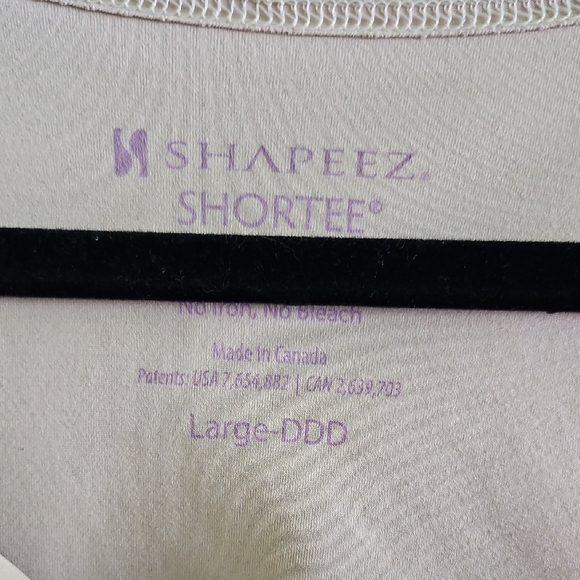 SHAPEEZ®
SHORTEE®
No Iron, No Bleach
Made in Canada
Patents: USA 7,654,882 | CAN 2,639,703
Large-DDD